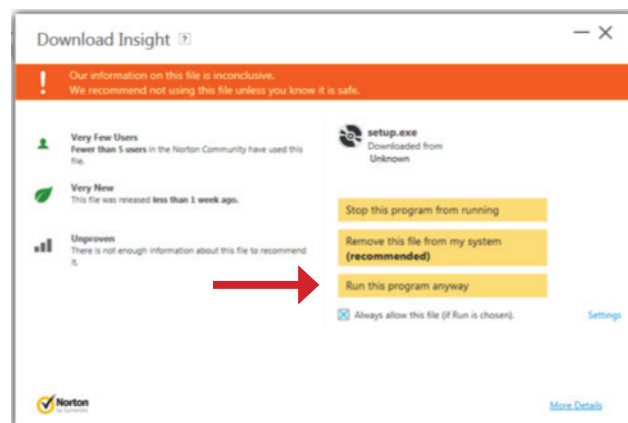 Download Insight ?
Our information on this file is inconclusive.
We recommend not using this file unless you know it is safe.
Very Few Users
Fewer than 5 users in the Norton Community have used this
file.
Very New
This file was released less than 1 week ago.
Unproven
There is not enough information about this file to recommend
it.
setup.exe
Downloaded from
Unknown
Stop this program from running
Remove this file from my system
(recommended)
Run this program anyway
Always allow this file (if Run is chosen).
Settings
Norton
by Symantec
More Details